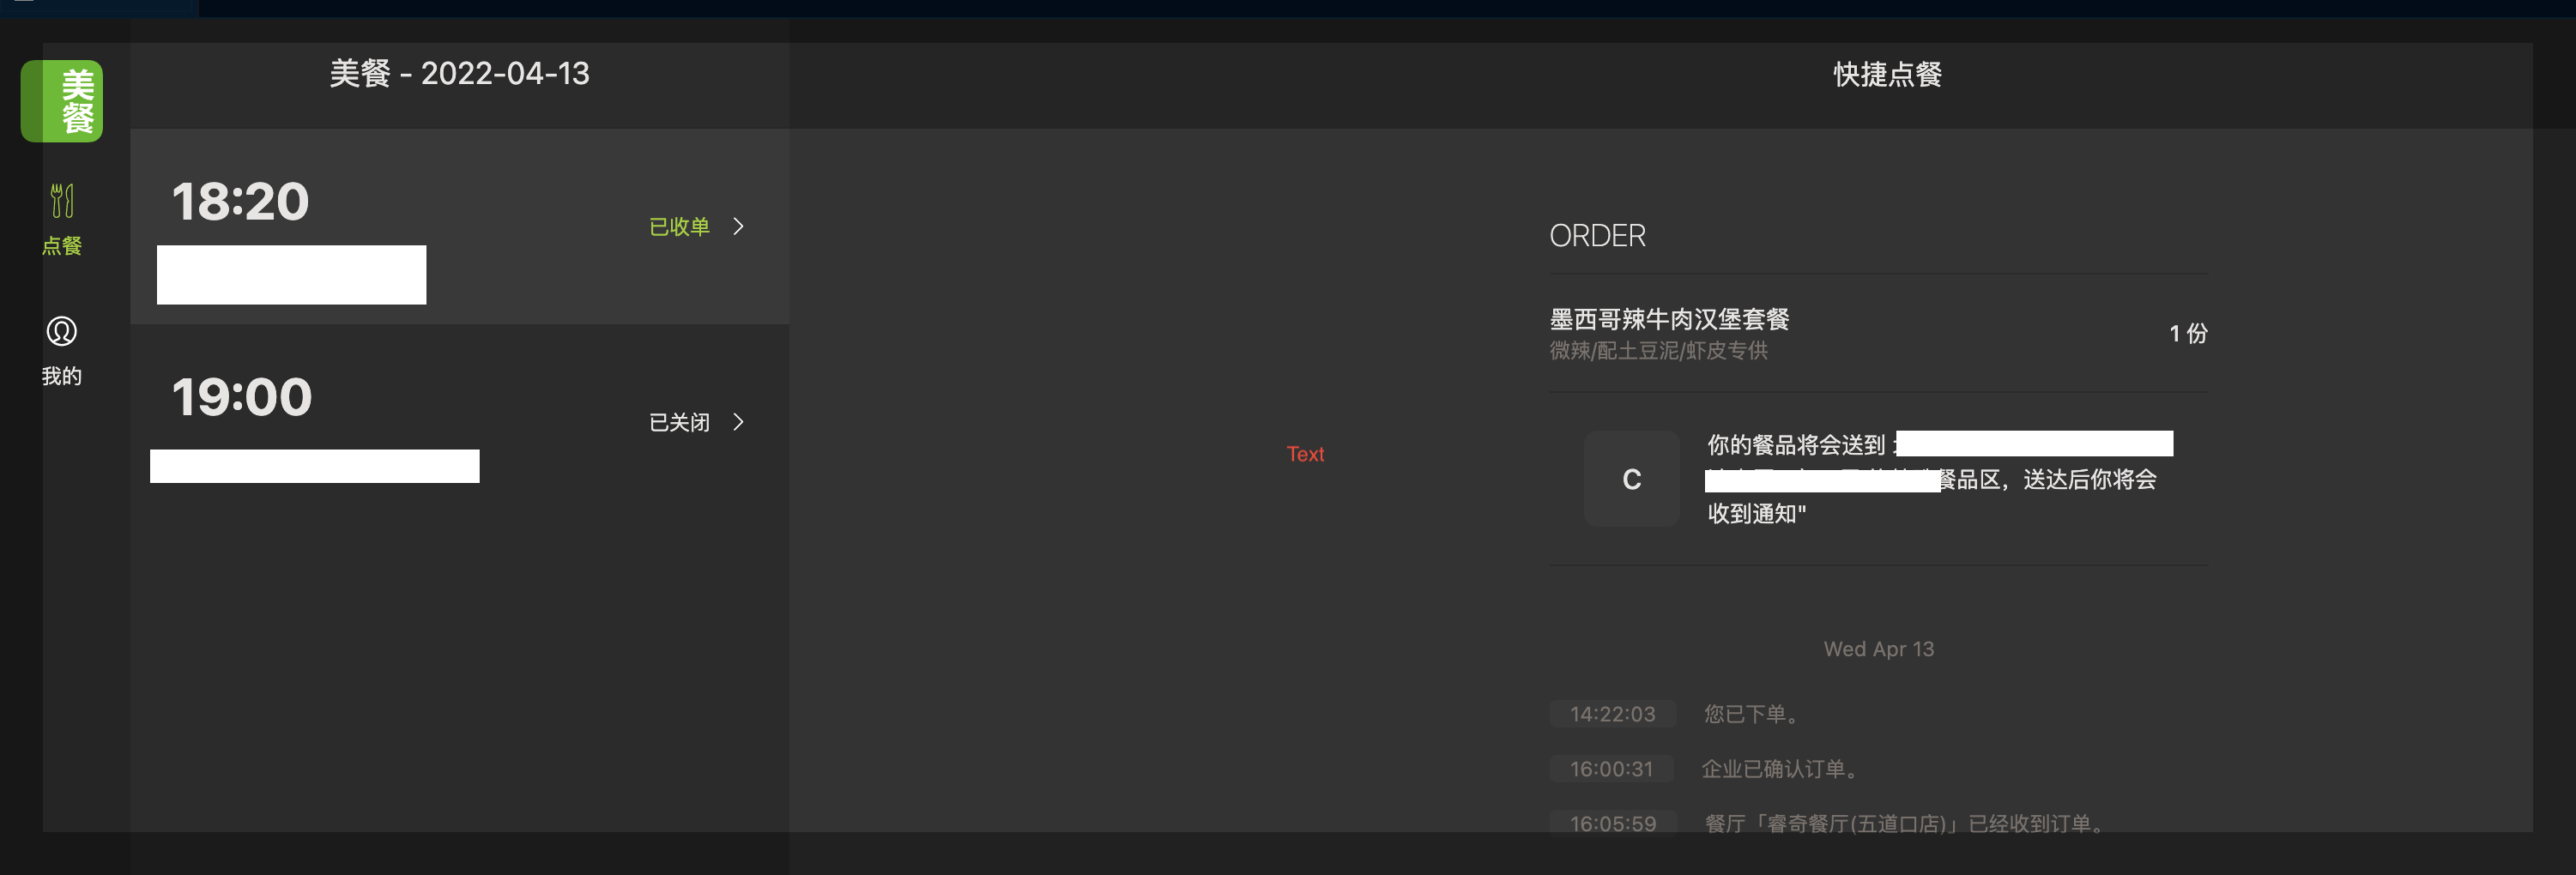 美餐
点餐
我的
美餐 - 2022-04-13
18:20
已收单
19:00
已关闭
Text
快捷点餐
ORDER
墨西哥辣牛肉汉堡套餐
微辣/配土豆泥/虾皮专供
1 份
C
你的餐品将会送到
餐品区，送达后你将会
收到通知"
Wed Apr 13
14:22:03 您已下单。
16:00:31 企业已确认订单。
16:05:59 餐厅「睿奇餐厅(五道口店)」已经收到订单。